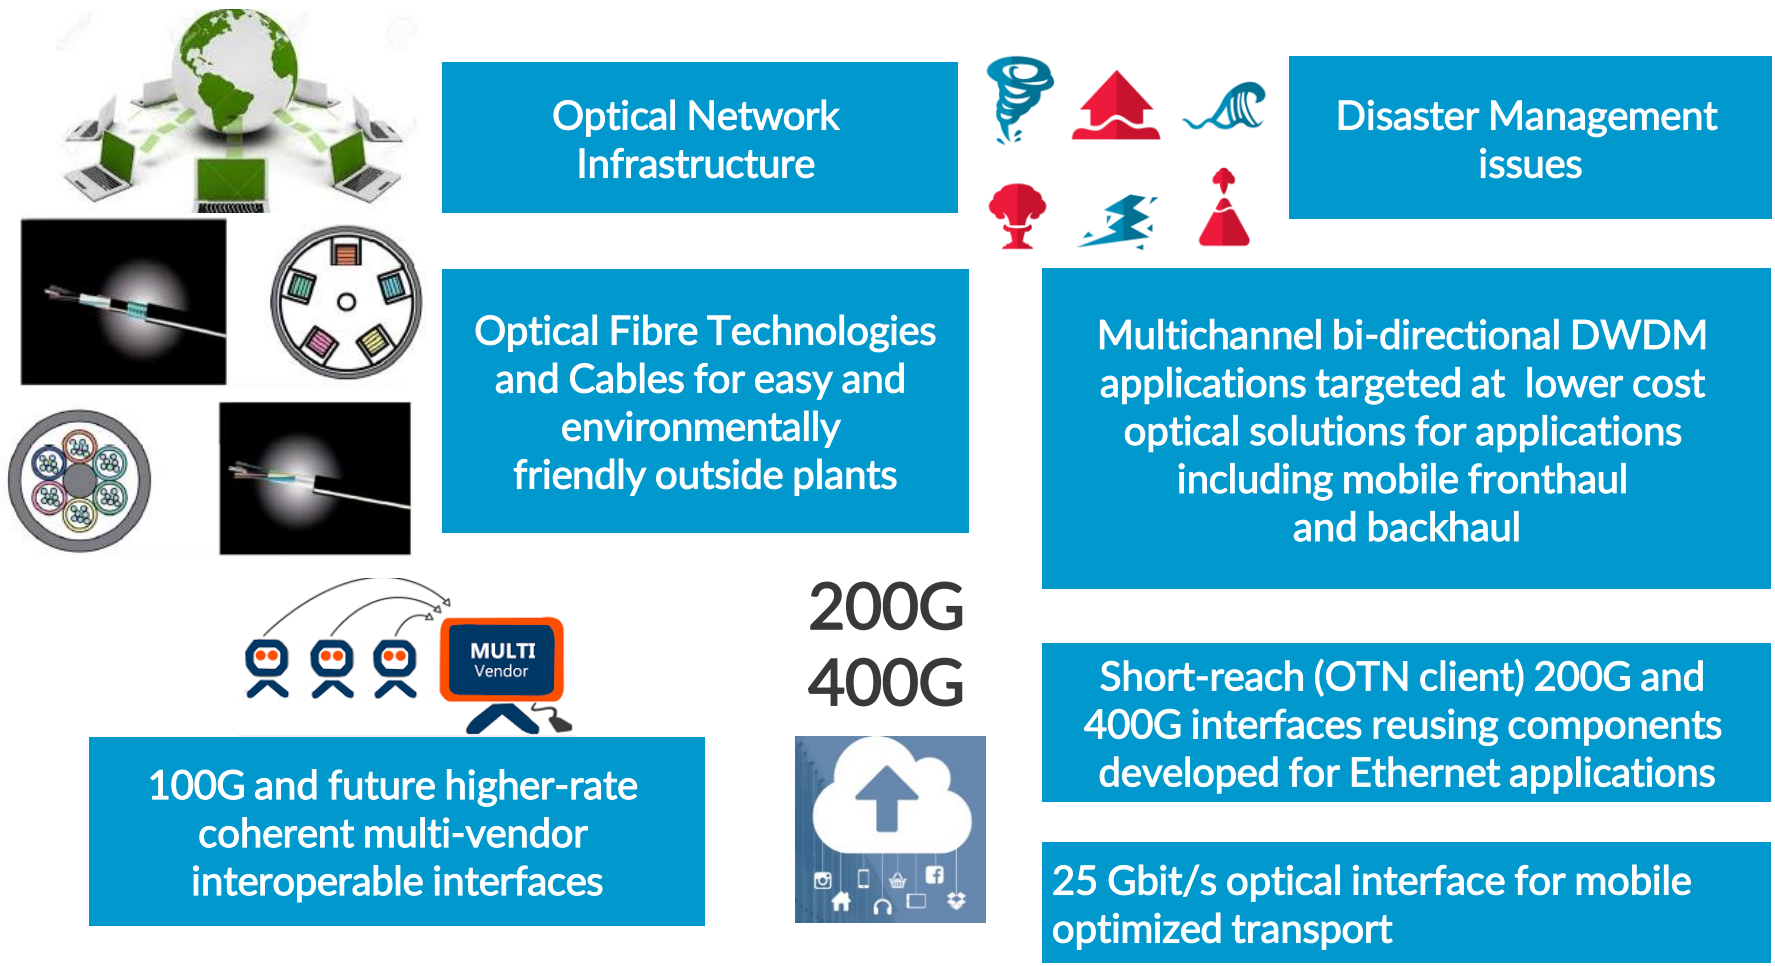 Optical Network
Infrastructure
Disaster Management
issues
Optical Fibre Technologies
and Cables for easy and
environmentally
friendly outside plants
Multichannel bi-directional DWDM
applications targeted at lower cost
optical solutions for applications
including mobile fronthaul
and backhaul
200G
400G
MULTI
Vendor
100G and future higher-rate
coherent multi-vendor
interoperable interfaces
Short-reach (OTN client) 200G and
400G interfaces reusing components
developed for Ethernet applications
25 Gbit/s optical interface for mobile
optimized transport